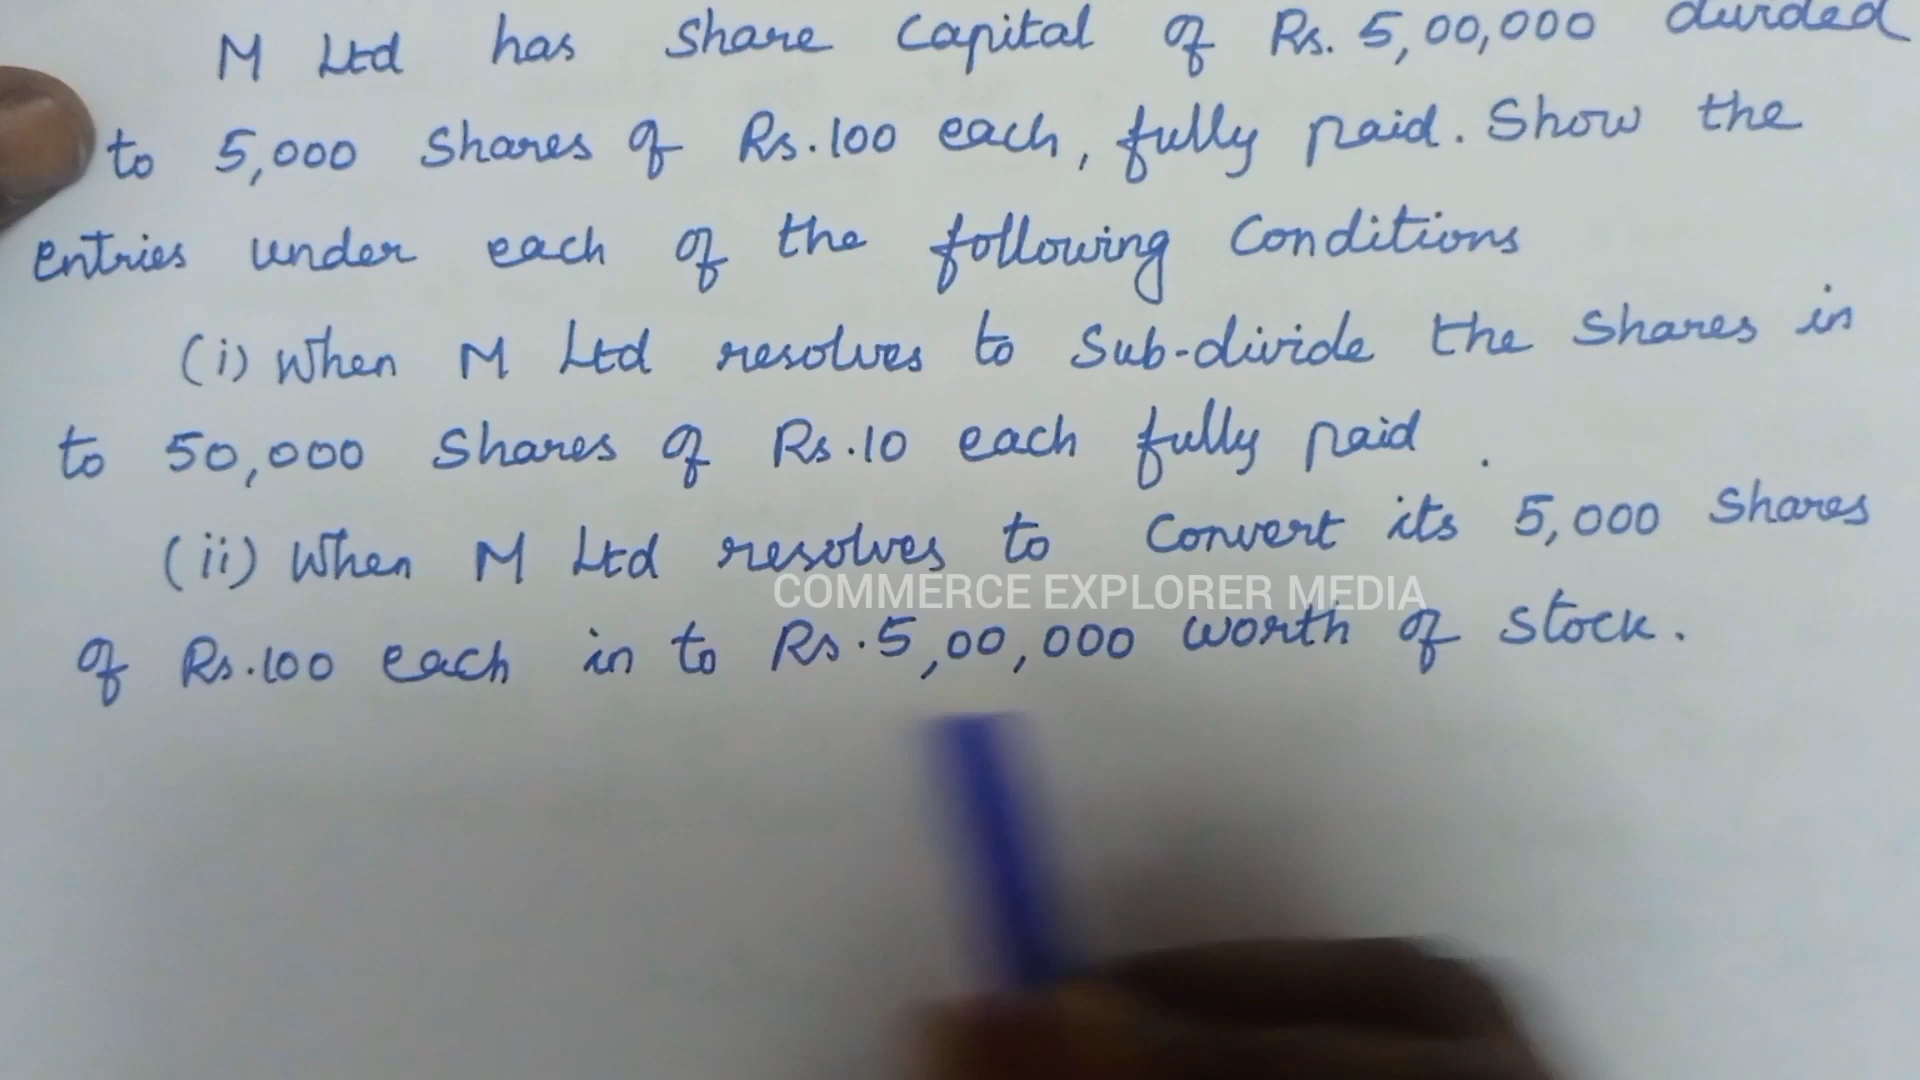 M Ltd has Share Capital of Rs. 5,00,000 divided
to 5,000 Shares of Rs.100 each, fully paid. Show the
entries under each of the following Conditions
(i) When M Ltd resolves to Sub-divide the Shares in
to 50,000 Shares of Rs.10 each fully paid.
(ii) When M Ltd resolves to Convert its 5,000 Shares
COMMERCE EXPLORER MEDIA
of Rs.100 each in to Rs.5,00,000 worth of stock.